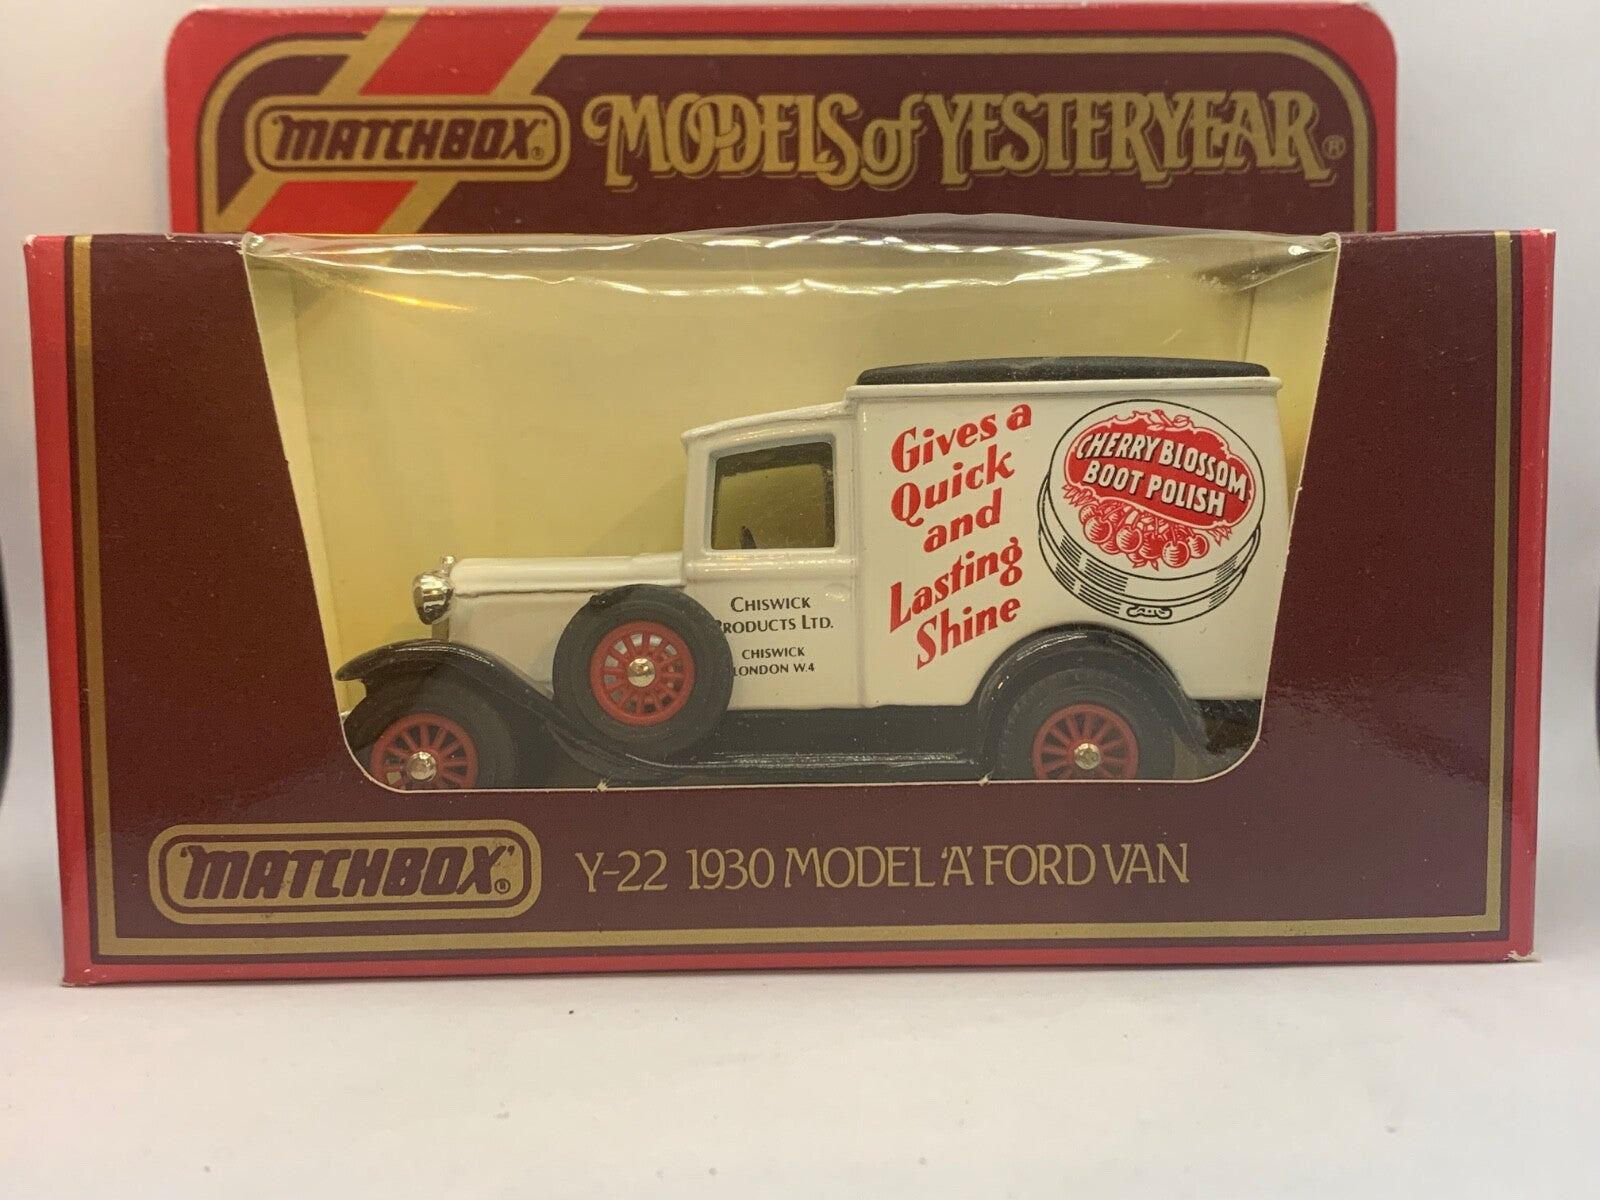 MATCHBOX®
MODELS of YESTERYEAR®
Gives a
Quick
and
Lasting
Shine
CHERRY BLOSSOM
BOOT POLISH
CHISWICK
PRODUCTS LTD.
CHISWICK
LONDON W.4
"MATCHBOX"®
Y-22 1930 MODEL 'A' FORD VAN